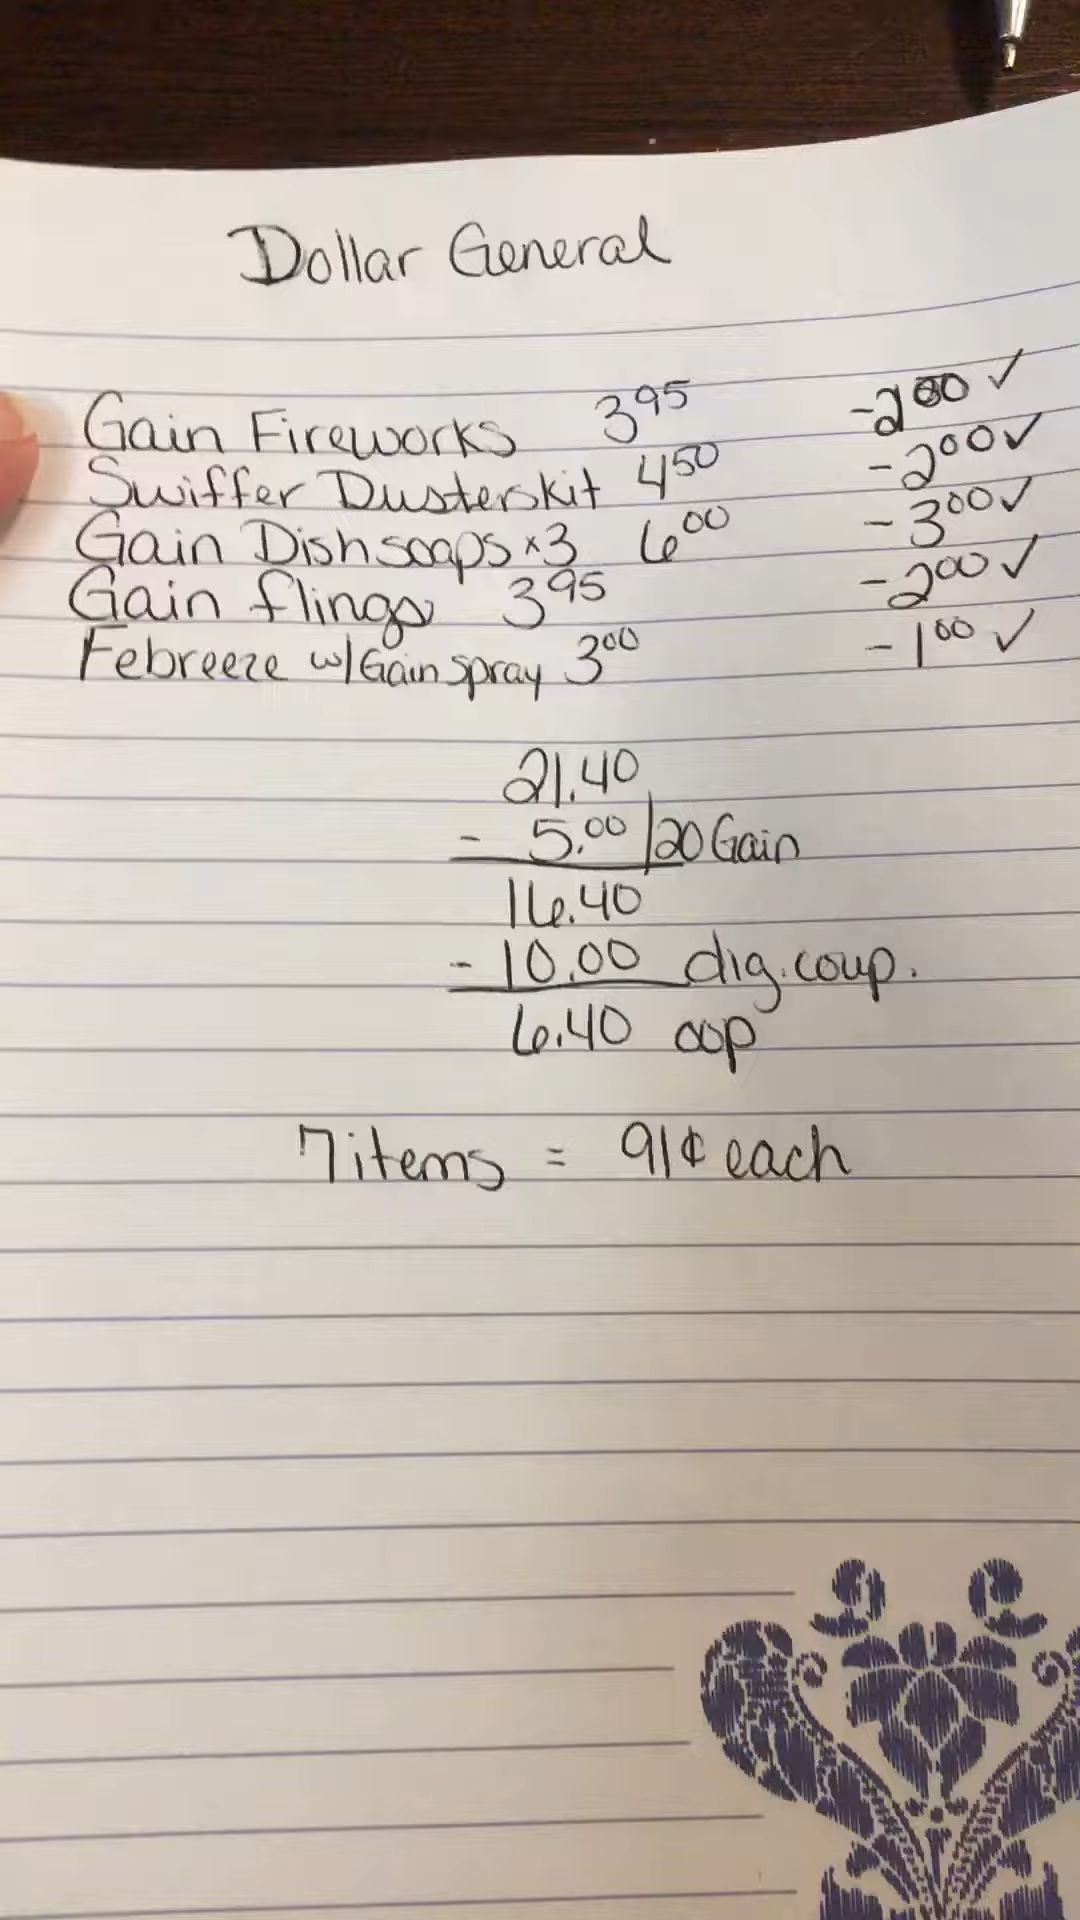 Dollar General
Gain Fireworks 3.95 -2.00 ✓
Swiffer Dusterskit 4.50 -2.00 ✓
Gain Dishsoaps x3 6.00 -3.00 ✓
Gain flings 3.95 -2.00 ✓
Febreeze w/Gain spray 3.00 -1.00 ✓
21.40
- 5.00/20 Gain
16.40
- 10.00 dig. coup.
6.40 oop
7 items = 91¢ each